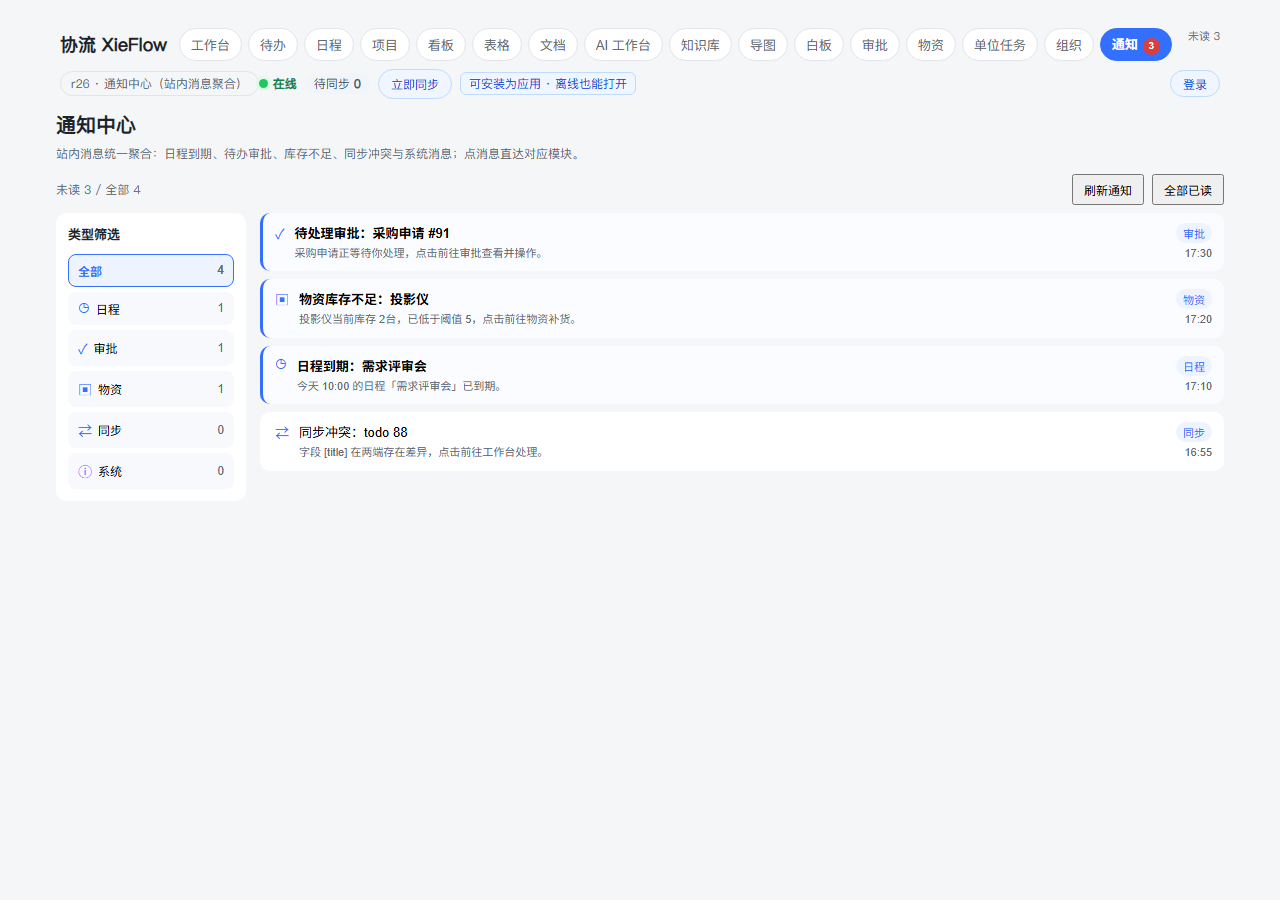 协流 XieFlow 工作台 待办 日程 项目 看板 表格 文档 AI 工作台 知识库 导图 白板 审批 物资 单位任务 组织 通知 3 未读 3
r26 · 通知中心（站内消息聚合） 在线 待同步 0 立即同步 可安装为应用 · 离线也能打开 登录
通知中心
站内消息统一聚合：日程到期、待办审批、库存不足、同步冲突与系统消息；点消息直达对应模块。
未读 3 / 全部 4 刷新通知 全部已读
类型筛选
全部 4
日程 1
审批 1
物资 1
同步 0
系统 0
待处理审批：采购申请 #91 审批
采购申请正等待你处理，点击前往审批查看并操作。 17:30
物资库存不足：投影仪 物资
投影仪当前库存 2台，已低于阈值 5，点击前往物资补货。 17:20
日程到期：需求评审会 日程
今天 10:00 的日程「需求评审会」已到期。 17:10
同步冲突：todo 88 同步
字段 [title] 在两端存在差异，点击前往工作台处理。 16:55